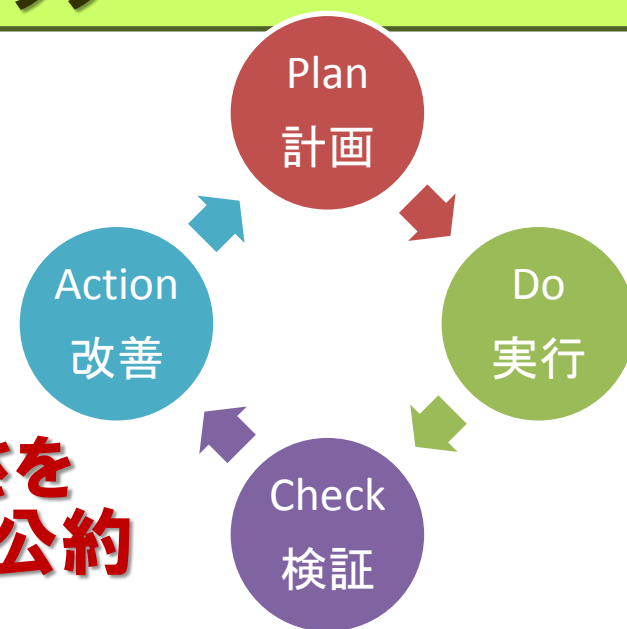 Plan
計画
Do
実行
Check
検証
Action
改善
を
公約